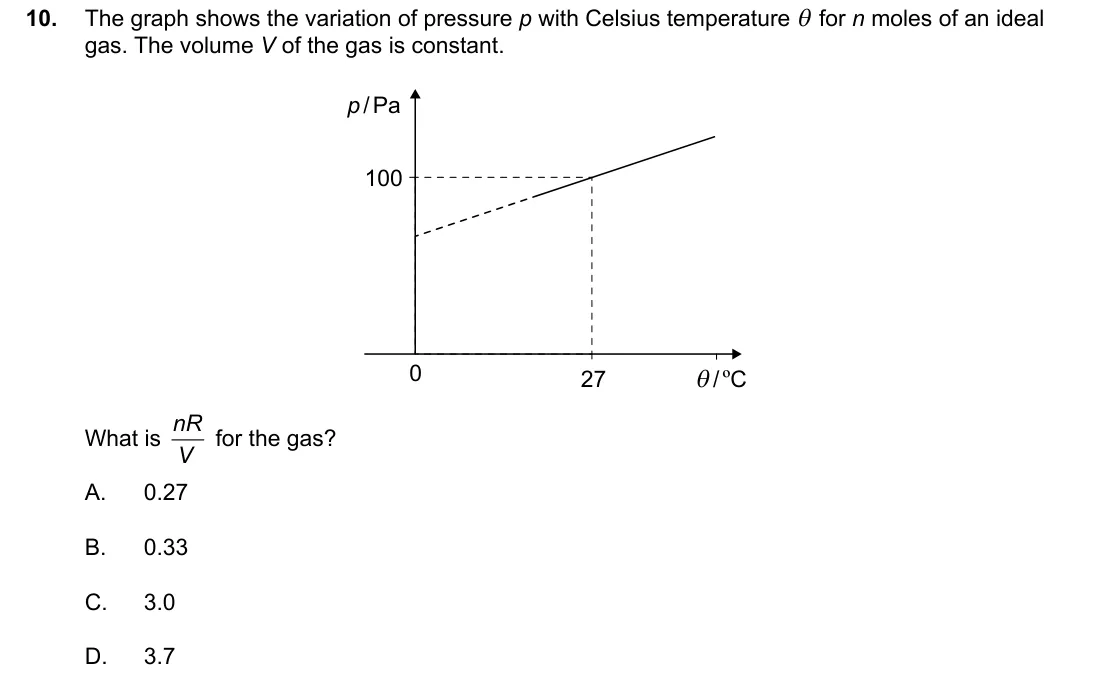 10. The graph shows the variation of pressure p with Celsius temperature θ for n moles of an ideal
gas. The volume V of the gas is constant.
p/Pa
100
0
27
θ/°C
What is nR/V for the gas?
A. 0.27
B. 0.33
C. 3.0
D. 3.7